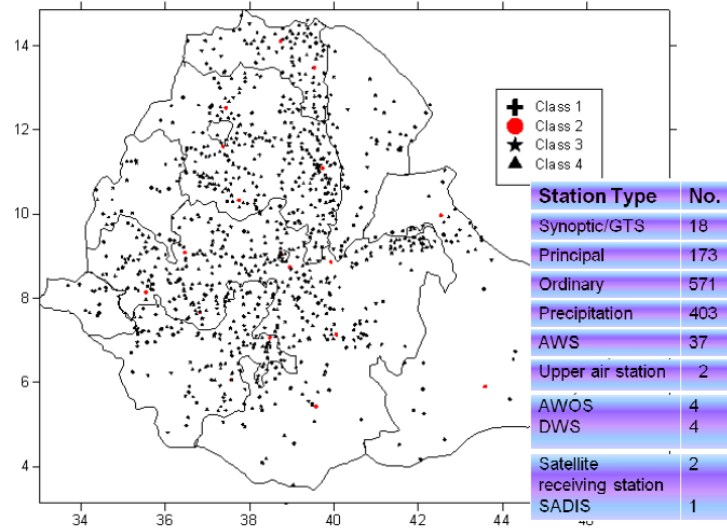 14
12
10
8
6
4
34
36
38
40
42
44
Class 1
Class 2
Class 3
Class 4
Station Type No.
Synoptic/GTS 18
Principal 173
Ordinary 571
Precipitation 403
AWS 37
Upper air station 2
AWOS 4
DWS 4
Satellite 2
receiving station
SADIS 1